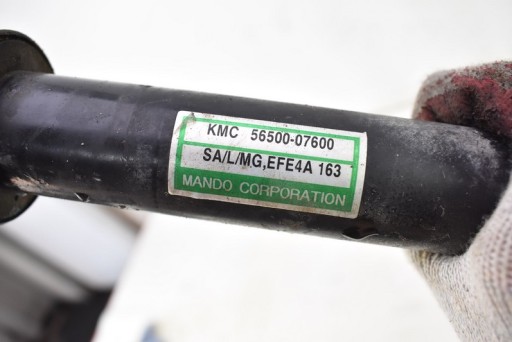 KMC 56500-07600
SA/L/MG,EFE4A 163
MANDO CORPORATION